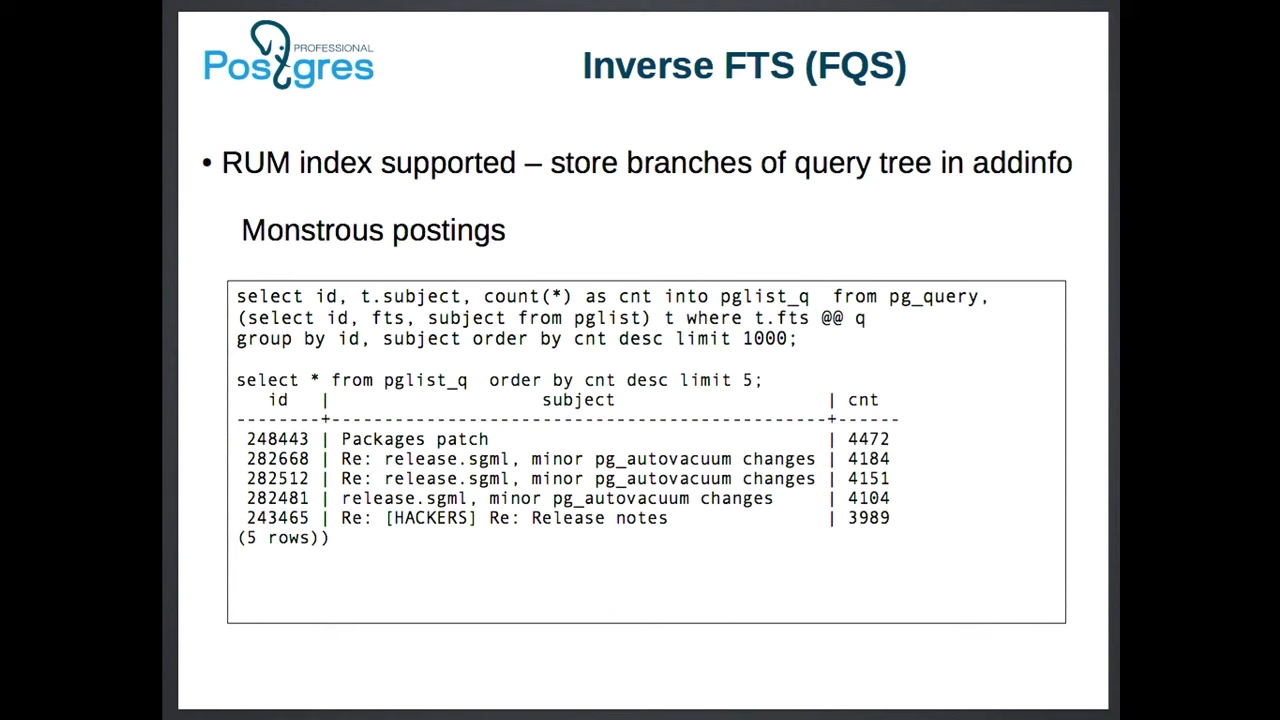 PROFESSIONAL
Postgres
Inverse FTS (FQS)
• RUM index supported – store branches of query tree in addinfo
Monstrous postings
select id, t.subject, count(*) as cnt into pglist_q  from pg_query,
(select id, fts, subject from pglist) t where t.fts @@ q
group by id, subject order by cnt desc limit 1000;
select * from pglist_q  order by cnt desc limit 5;
   id   |                    subject                    | cnt
--------+-----------------------------------------------+------
 248443 | Packages patch                                | 4472
 282668 | Re: release.sgml, minor pg_autovacuum changes | 4184
 282512 | Re: release.sgml, minor pg_autovacuum changes | 4151
 282481 | release.sgml, minor pg_autovacuum changes     | 4104
 243465 | Re: [HACKERS] Re: Release notes               | 3989
(5 rows))